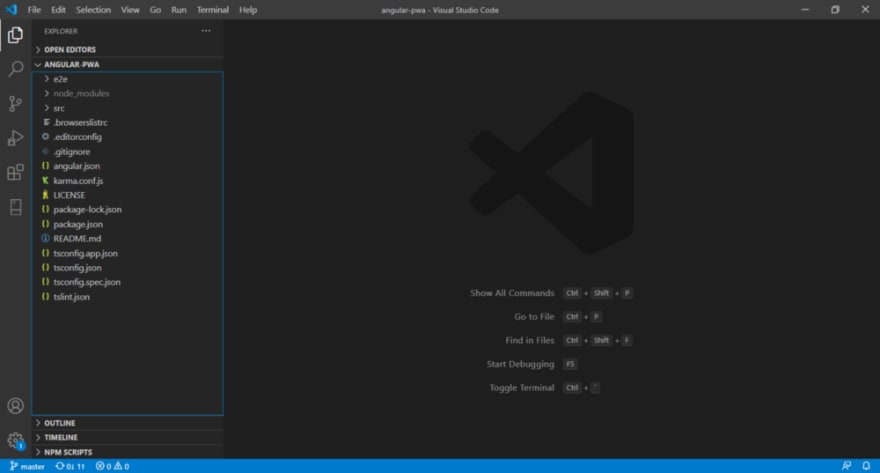 File Edit Selection View Go Run Terminal Help
angular-pwa - Visual Studio Code
EXPLORER
OPEN EDITORS
ANGULAR-PWA
e2e
node_modules
src
.browserslistrc
.editorconfig
.gitignore
angular.json
karma.conf.js
LICENSE
package-lock.json
package.json
README.md
tsconfig.app.json
tsconfig.json
tsconfig.spec.json
tslint.json
Show All Commands Ctrl + Shift + P
Go to File Ctrl + P
Find in Files Ctrl + Shift + F
Start Debugging F5
Toggle Terminal Ctrl + `
OUTLINE
TIMELINE
NPM SCRIPTS
1
master 0↓ 1↑ 0 0